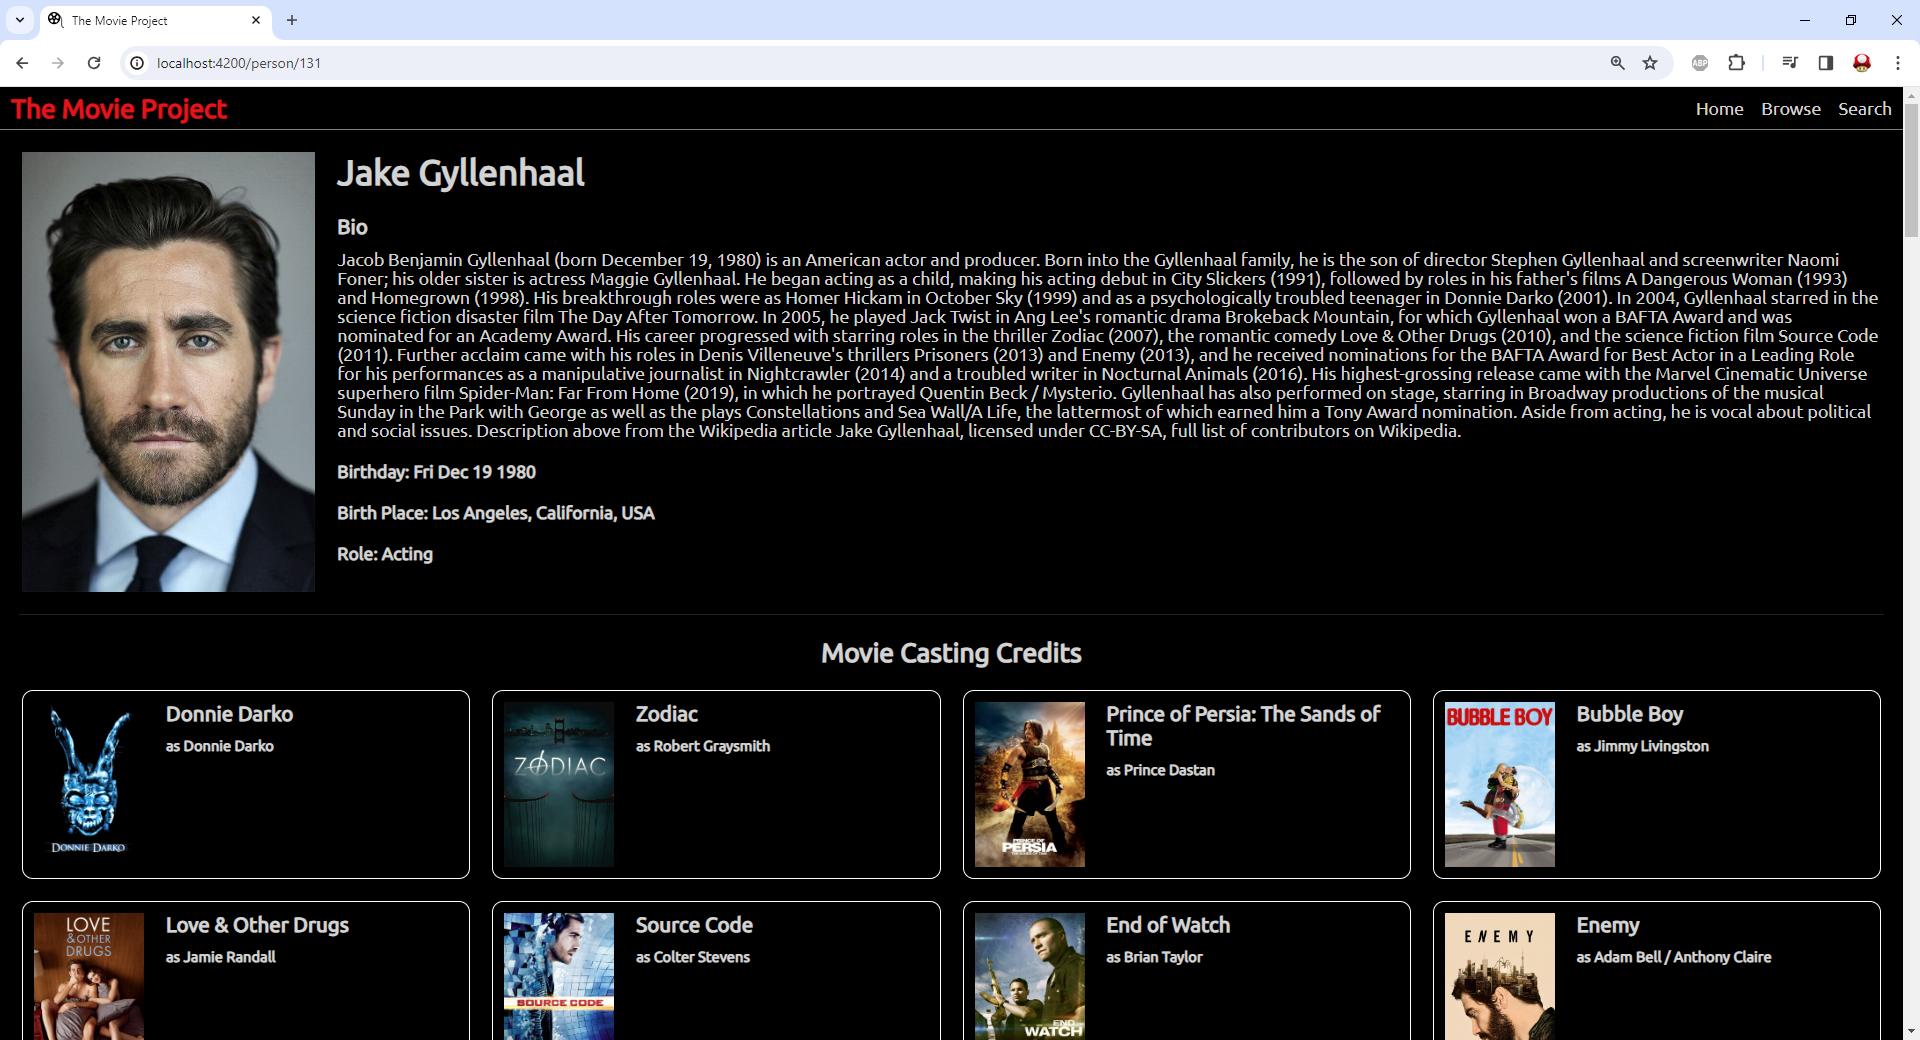 The Movie Project
localhost:4200/person/131
ABP
The Movie Project
Home Browse Search
Jake Gyllenhaal
Bio
Jacob Benjamin Gyllenhaal (born December 19, 1980) is an American actor and producer. Born into the Gyllenhaal family, he is the son of director Stephen Gyllenhaal and screenwriter Naomi
Foner; his older sister is actress Maggie Gyllenhaal. He began acting as a child, making his acting debut in City Slickers (1991), followed by roles in his father's films A Dangerous Woman (1993)
and Homegrown (1998). His breakthrough roles were as Homer Hickam in October Sky (1999) and as a psychologically troubled teenager in Donnie Darko (2001). In 2004, Gyllenhaal starred in the
science fiction disaster film The Day After Tomorrow. In 2005, he played Jack Twist in Ang Lee's romantic drama Brokeback Mountain, for which Gyllenhaal won a BAFTA Award and was
nominated for an Academy Award. His career progressed with starring roles in the thriller Zodiac (2007), the romantic comedy Love & Other Drugs (2010), and the science fiction film Source Code
(2011). Further acclaim came with his roles in Denis Villeneuve's thrillers Prisoners (2013) and Enemy (2013), and he received nominations for the BAFTA Award for Best Actor in a Leading Role
for his performances as a manipulative journalist in Nightcrawler (2014) and a troubled writer in Nocturnal Animals (2016). His highest-grossing release came with the Marvel Cinematic Universe
superhero film Spider-Man: Far From Home (2019), in which he portrayed Quentin Beck / Mysterio. Gyllenhaal has also performed on stage, starring in Broadway productions of the musical
Sunday in the Park with George as well as the plays Constellations and Sea Wall/A Life, the lattermost of which earned him a Tony Award nomination. Aside from acting, he is vocal about political
and social issues. Description above from the Wikipedia article Jake Gyllenhaal, licensed under CC-BY-SA, full list of contributors on Wikipedia.
Birthday: Fri Dec 19 1980
Birth Place: Los Angeles, California, USA
Role: Acting
Movie Casting Credits
DONNIE DARKO
Donnie Darko
as Donnie Darko
ZODIAC
Zodiac
as Robert Graysmith
PRINCE OF
PERSIA
Prince of Persia: The Sands of
Time
as Prince Dastan
BUBBLE BOY
Bubble Boy
as Jimmy Livingston
LOVE
& OTHER
DRUGS
Love & Other Drugs
as Jamie Randall
SOURCE CODE
Source Code
as Colter Stevens
END OF
WATCH
End of Watch
as Brian Taylor
ENEMY
Enemy
as Adam Bell / Anthony Claire